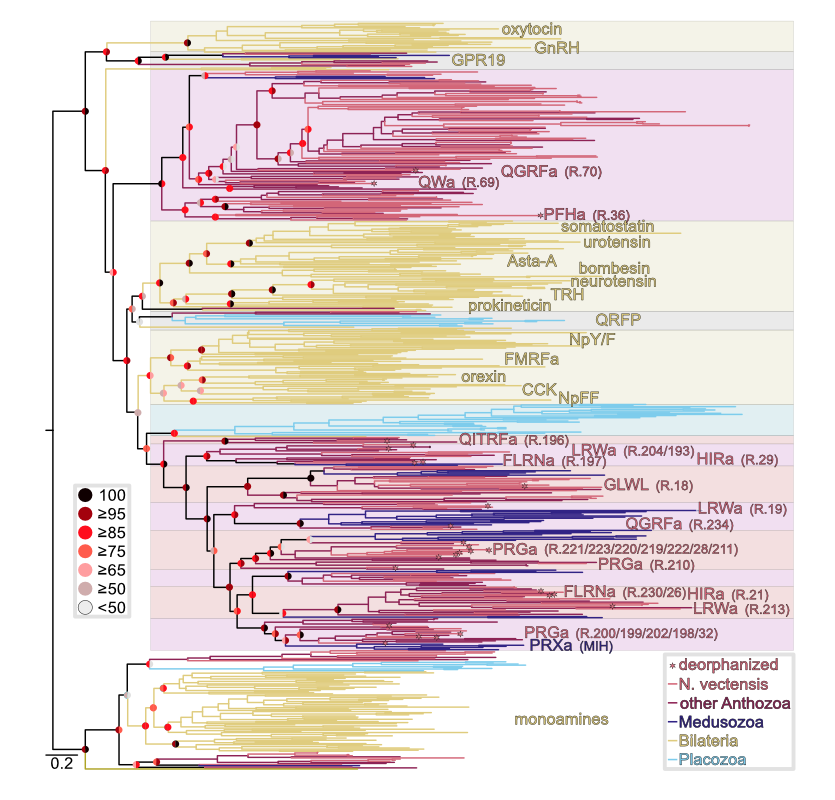 oxytocin
GnRH
GPR19
QGRFa (R.70)
QWa (R.69)
PFHa (R.36)
somatostatin
urotensin
Asta-A
bombesin
neurotensin
TRH
prokineticin
QRFP
NpY/F
FMRFa
orexin
CCK
NpFF
QITRFa (R.196)
LRWa (R.204/193)
FLRNa (R.197)
HIRa (R.29)
GLWL (R.18)
LRWa (R.19)
QGRFa (R.234)
*PRGa (R.221/223/220/219/222/28/211)
PRGa (R.210)
FLRNa (R.230/26) HIRa (R.21)
LRWa (R.213)
PRGa (R.200/199/202/198/32)
PRXa (MIH)
monoamines
100
≥95
≥85
≥75
≥65
≥50
<50
0.2
* deorphanized
N. vectensis
other Anthozoa
Medusozoa
Bilateria
Placozoa